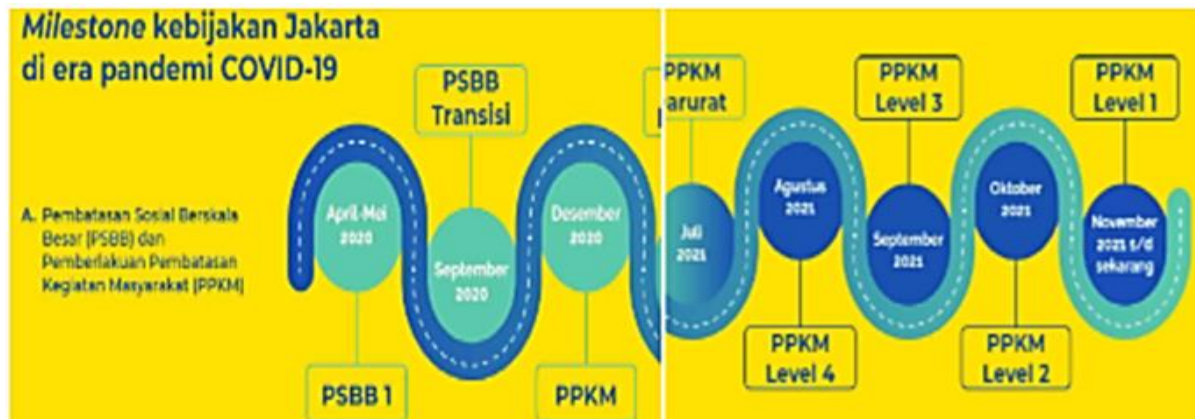 Milestone kebijakan Jakarta
di era pandemi COVID-19
A. Pembatasan Sosial Berskala
Besar (PSBB) dan
Pemberlakuan Pembatasan
Kegiatan Masyarakat (PPKM)
April-Mei
2020
PSBB 1
PSBB
Transisi
September
2020
Desember
2020
PPKM
PPKM
arurat
Juli
2021
Agustus
2021
PPKM
Level 4
PPKM
Level 3
September
2021
Oktober
2021
PPKM
Level 2
PPKM
Level 1
November
2021 s/d
sekarang